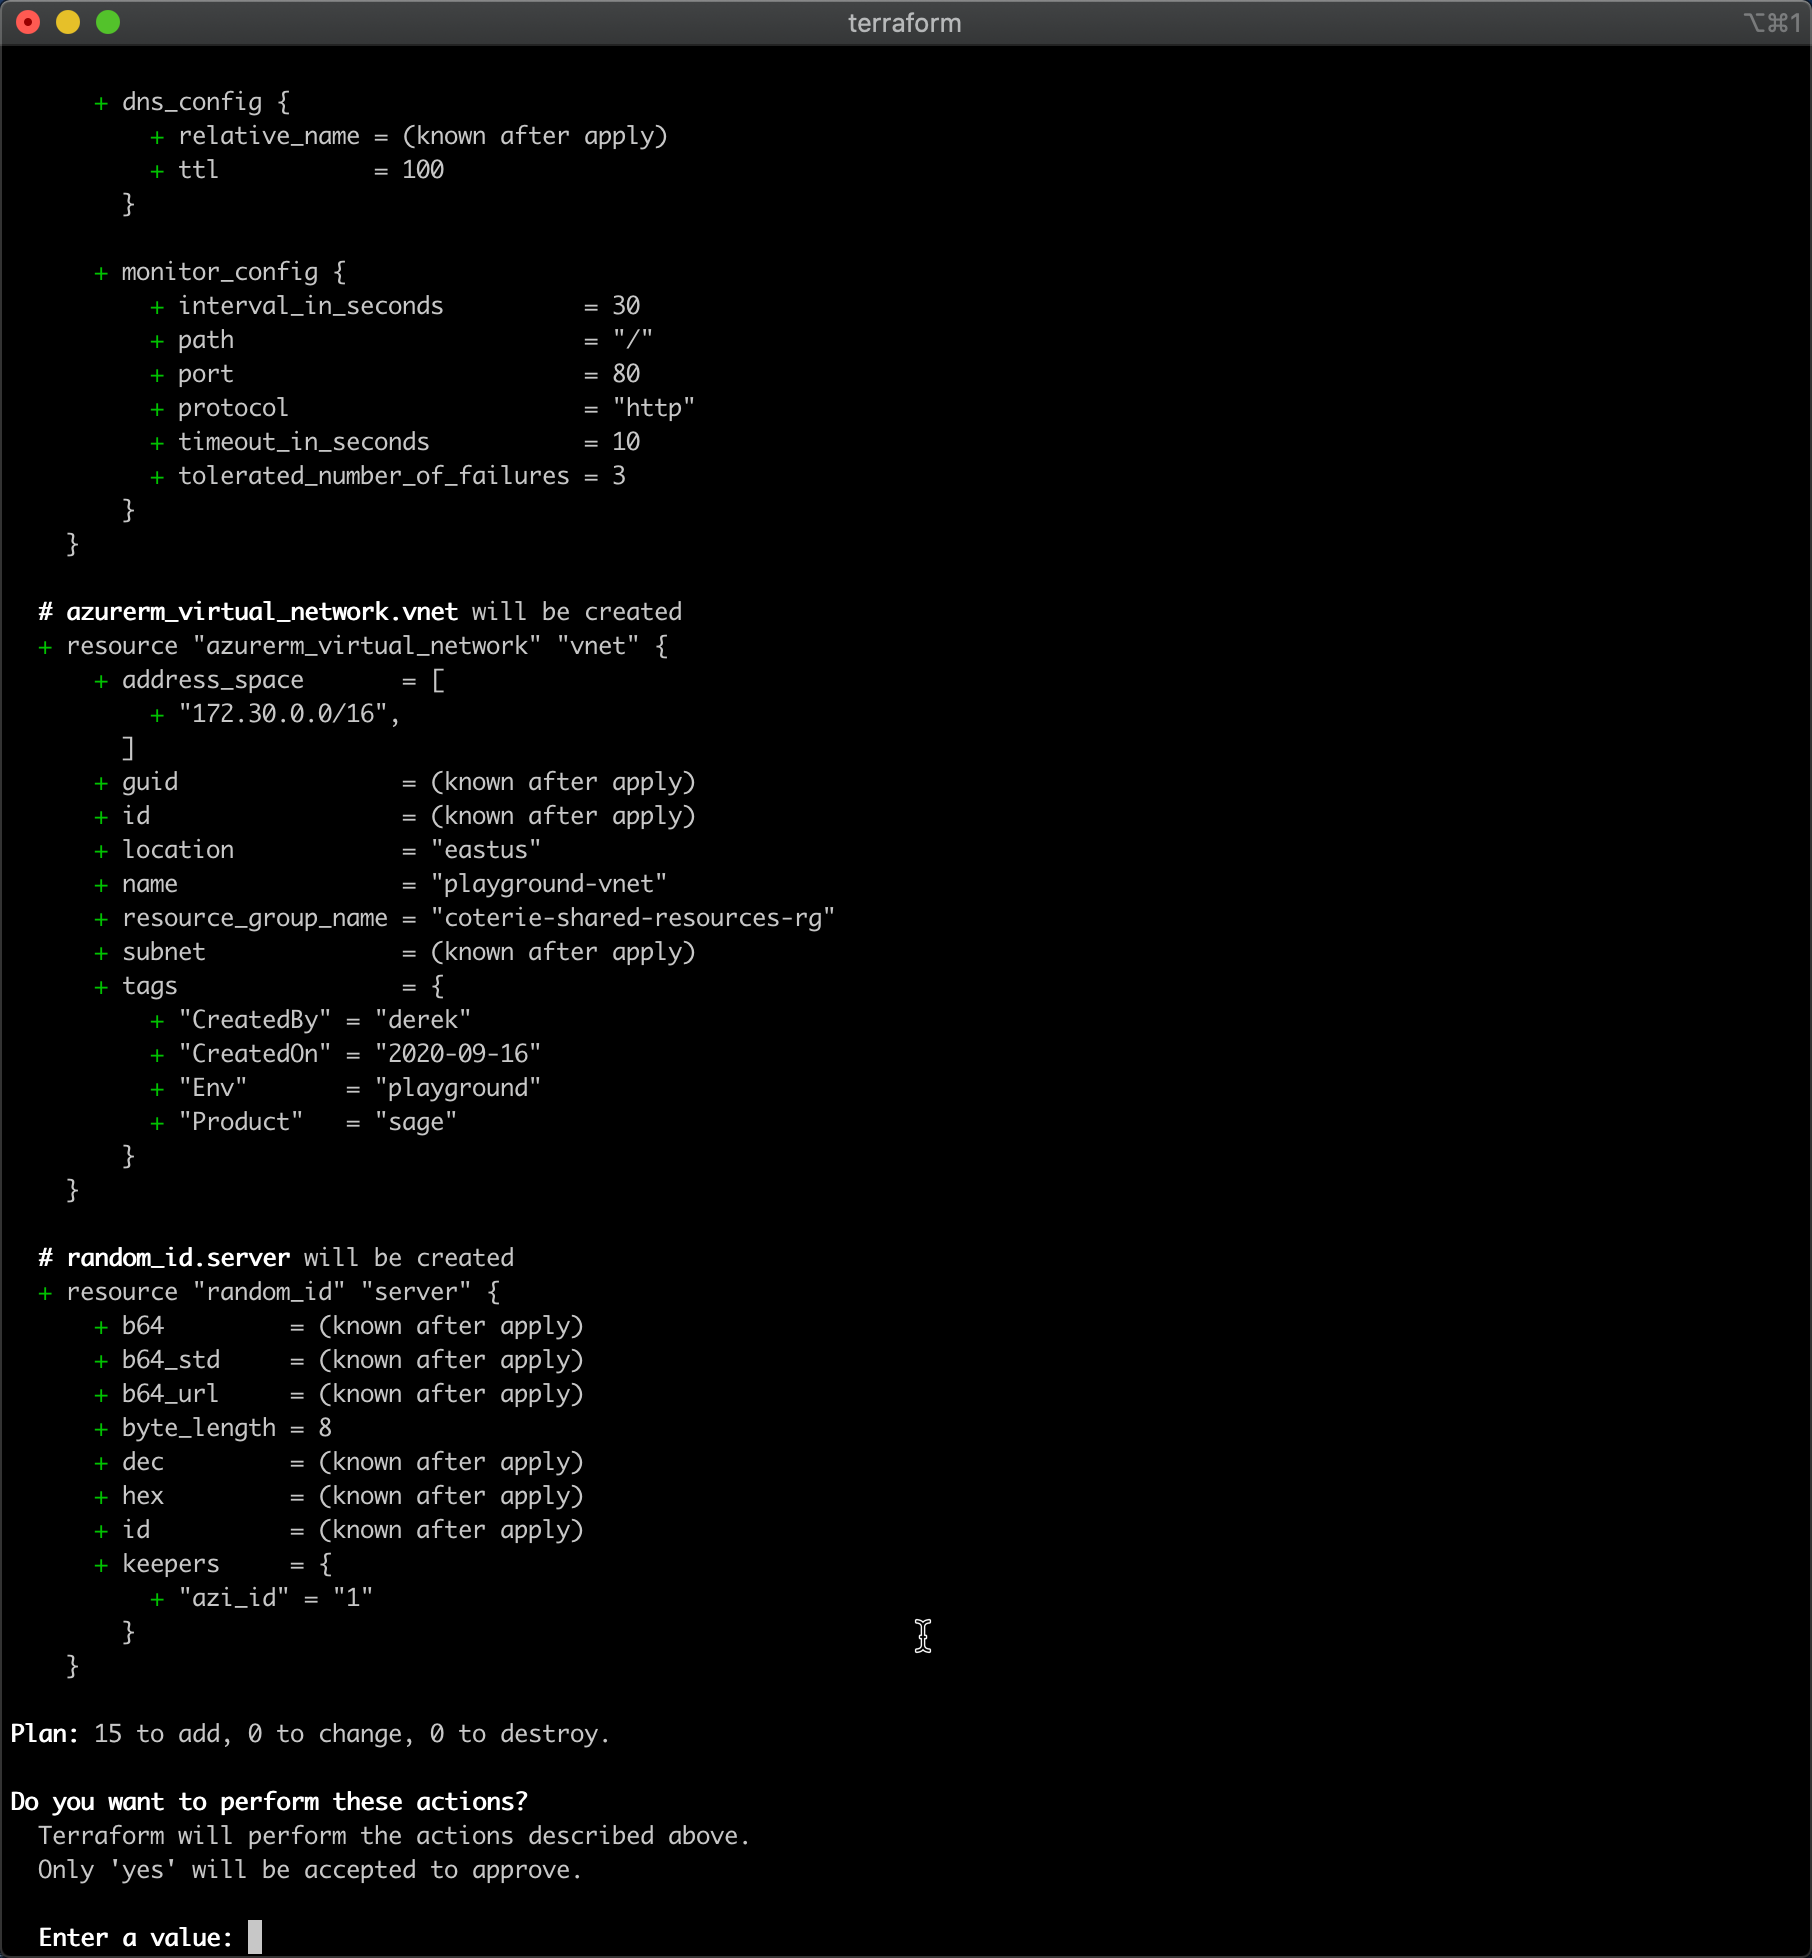 terraform
⌥⌘1
+ dns_config {
+ relative_name = (known after apply)
+ ttl           = 100
}
+ monitor_config {
+ interval_in_seconds          = 30
+ path                         = "/"
+ port                         = 80
+ protocol                     = "http"
+ timeout_in_seconds           = 10
+ tolerated_number_of_failures = 3
}
}
# azurerm_virtual_network.vnet will be created
+ resource "azurerm_virtual_network" "vnet" {
+ address_space       = [
+ "172.30.0.0/16",
]
+ guid                = (known after apply)
+ id                  = (known after apply)
+ location            = "eastus"
+ name                = "playground-vnet"
+ resource_group_name = "coterie-shared-resources-rg"
+ subnet              = (known after apply)
+ tags                = {
+ "CreatedBy" = "derek"
+ "CreatedOn" = "2020-09-16"
+ "Env"       = "playground"
+ "Product"   = "sage"
}
}
# random_id.server will be created
+ resource "random_id" "server" {
+ b64         = (known after apply)
+ b64_std     = (known after apply)
+ b64_url     = (known after apply)
+ byte_length = 8
+ dec         = (known after apply)
+ hex         = (known after apply)
+ id          = (known after apply)
+ keepers     = {
+ "azi_id" = "1"
}
}
Plan: 15 to add, 0 to change, 0 to destroy.
Do you want to perform these actions?
Terraform will perform the actions described above.
Only 'yes' will be accepted to approve.
Enter a value: